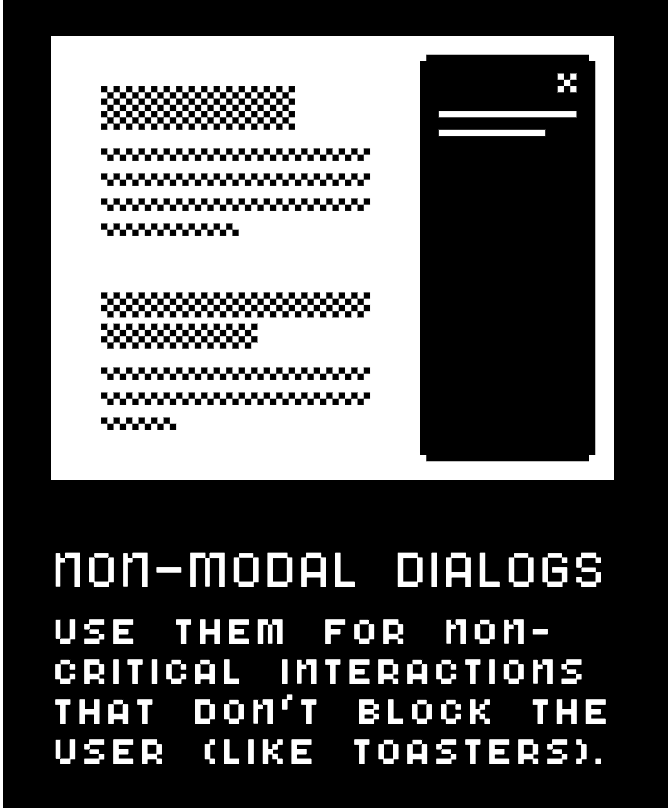 NON-MODAL DIALOGS
USE THEM FOR NON-
CRITICAL INTERACTIONS
THAT DON'T BLOCK THE
USER (LIKE TOASTERS).